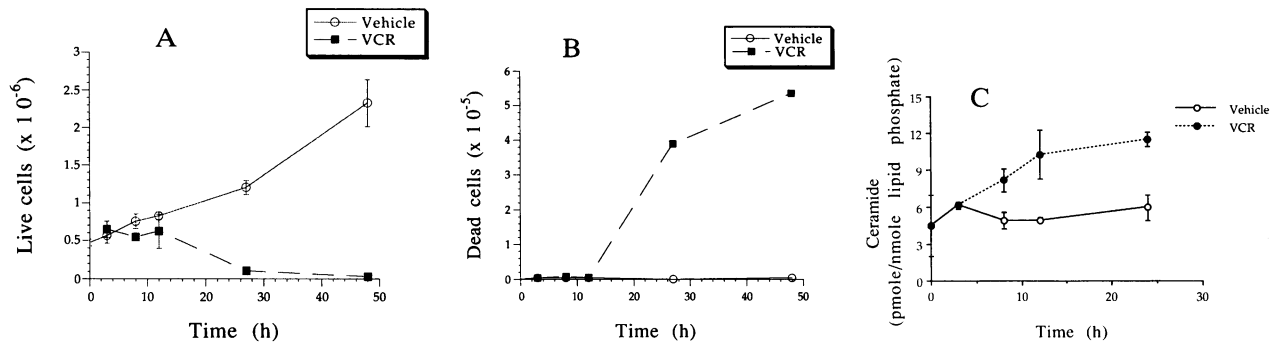 A
Vehicle
VCR
3
2.5
2
1.5
1
0.5
0
Live cells (x 10^-6)
0 10 20 30 40 50
Time (h)
B
Vehicle
VCR
6
5
4
3
2
1
0
Dead cells (x 10^-5)
0 10 20 30 40 50
Time (h)
C
Vehicle
VCR
15
12
9
6
3
0
Ceramide
(pmole/nmole lipid phosphate)
0 10 20 30
Time (h)